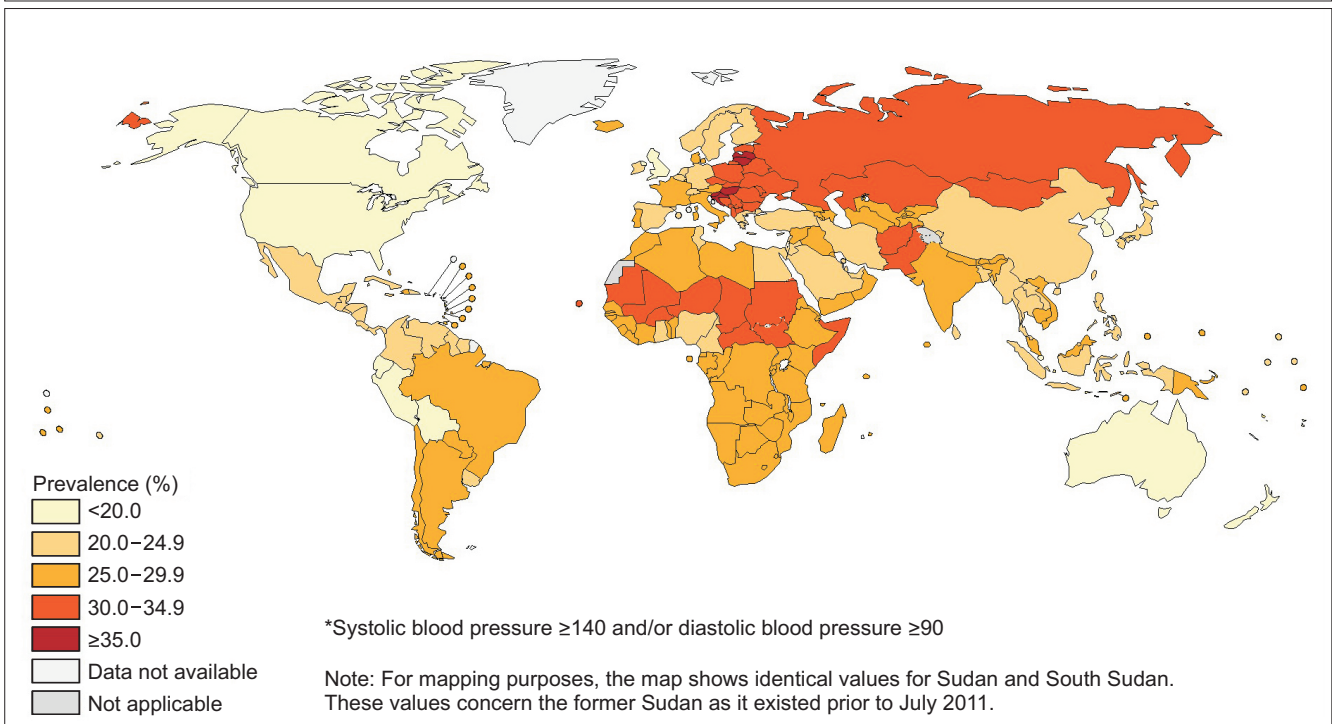 Prevalence (%)
<20.0
20.0−24.9
25.0−29.9
30.0−34.9
≥35.0
Data not available
Not applicable
*Systolic blood pressure ≥140 and/or diastolic blood pressure ≥90
Note: For mapping purposes, the map shows identical values for Sudan and South Sudan.
These values concern the former Sudan as it existed prior to July 2011.